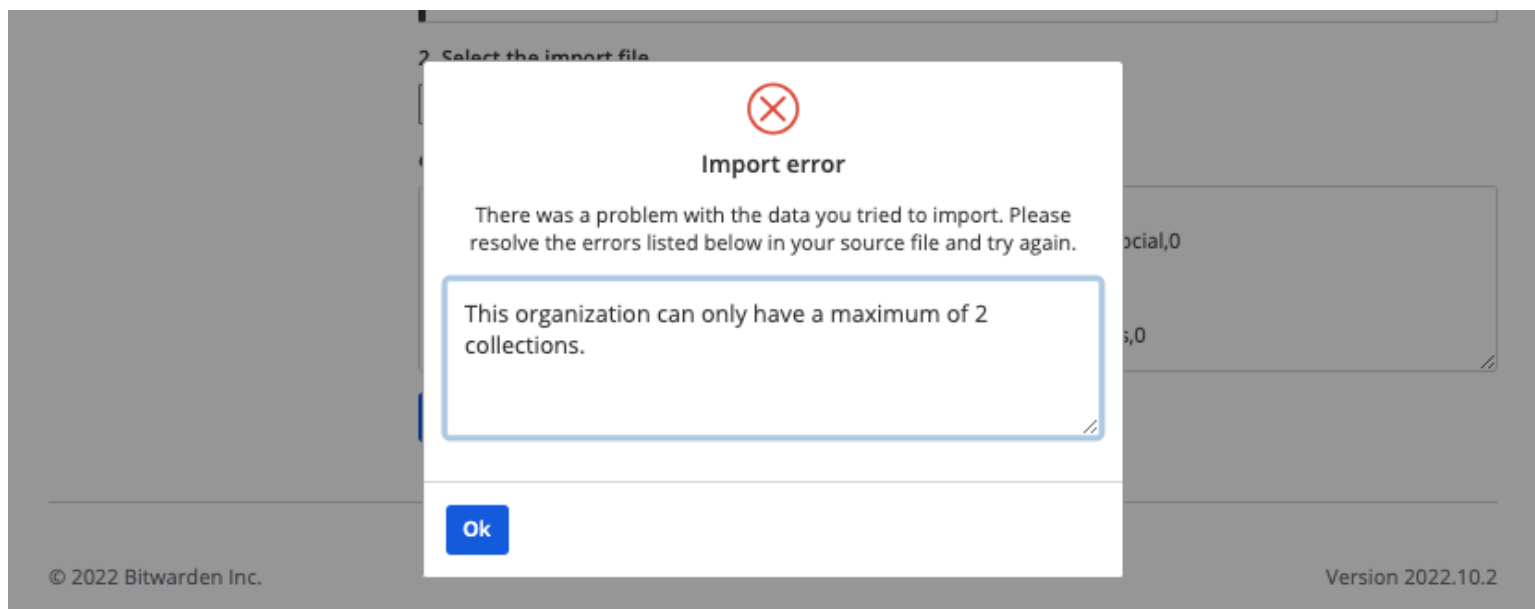 2. Select the import file
Import error
There was a problem with the data you tried to import. Please
resolve the errors listed below in your source file and try again.
ocial,0
This organization can only have a maximum of 2
collections.
s,0
Ok
© 2022 Bitwarden Inc.
Version 2022.10.2